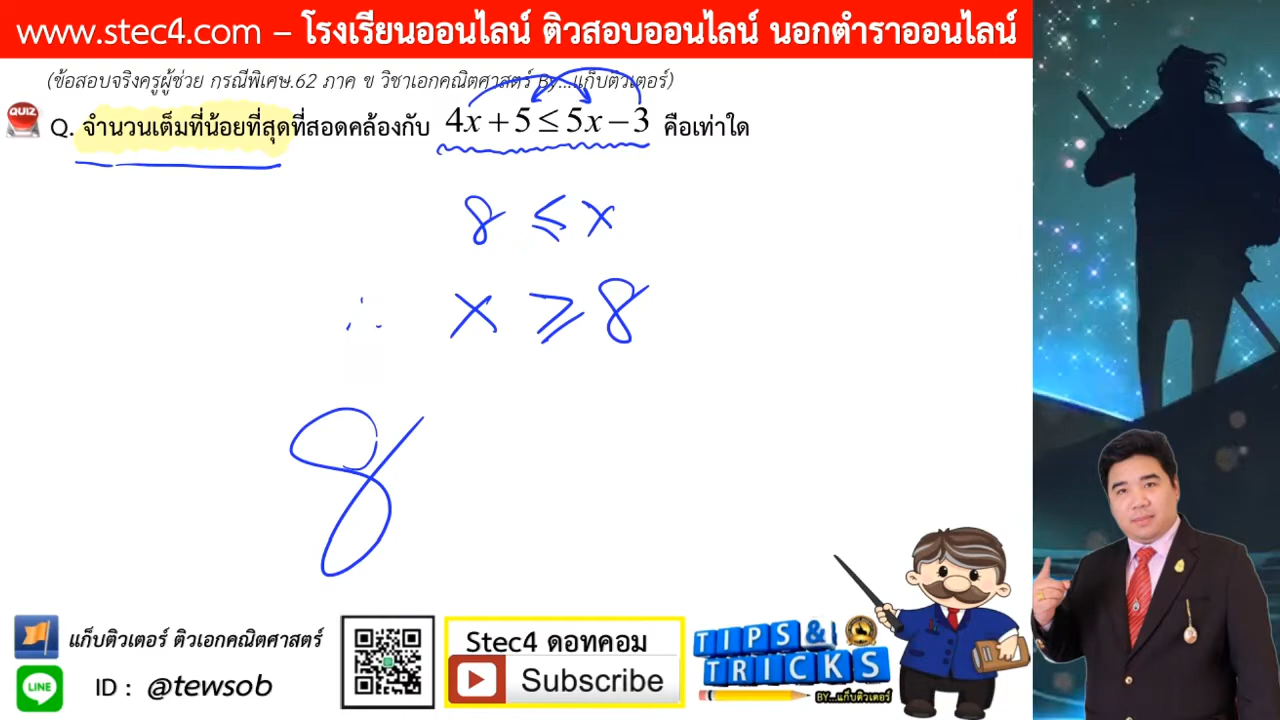 www.stec4.com – โรงเรียนออนไลน์ ติวสอบออนไลน์ นอกตำราออนไลน์
(ข้อสอบจริงครูผู้ช่วย กรณีพิเศษ.62 ภาค ข วิชาเอกคณิตศาสตร์ By...แก็บติวเตอร์)
QUIZ
Q. จำนวนเต็มที่น้อยที่สุดที่สอดคล้องกับ 4x + 5 ≤ 5x − 3 คือเท่าใด
8 ≤ x
∴ x ≥ 8
8
แก็บติวเตอร์ ติวเอกคณิตศาสตร์
LINE
ID : @tewsob
Stec4 ดอทคอม
Subscribe
TIPS &
TRICKS
BY...แก็บติวเตอร์